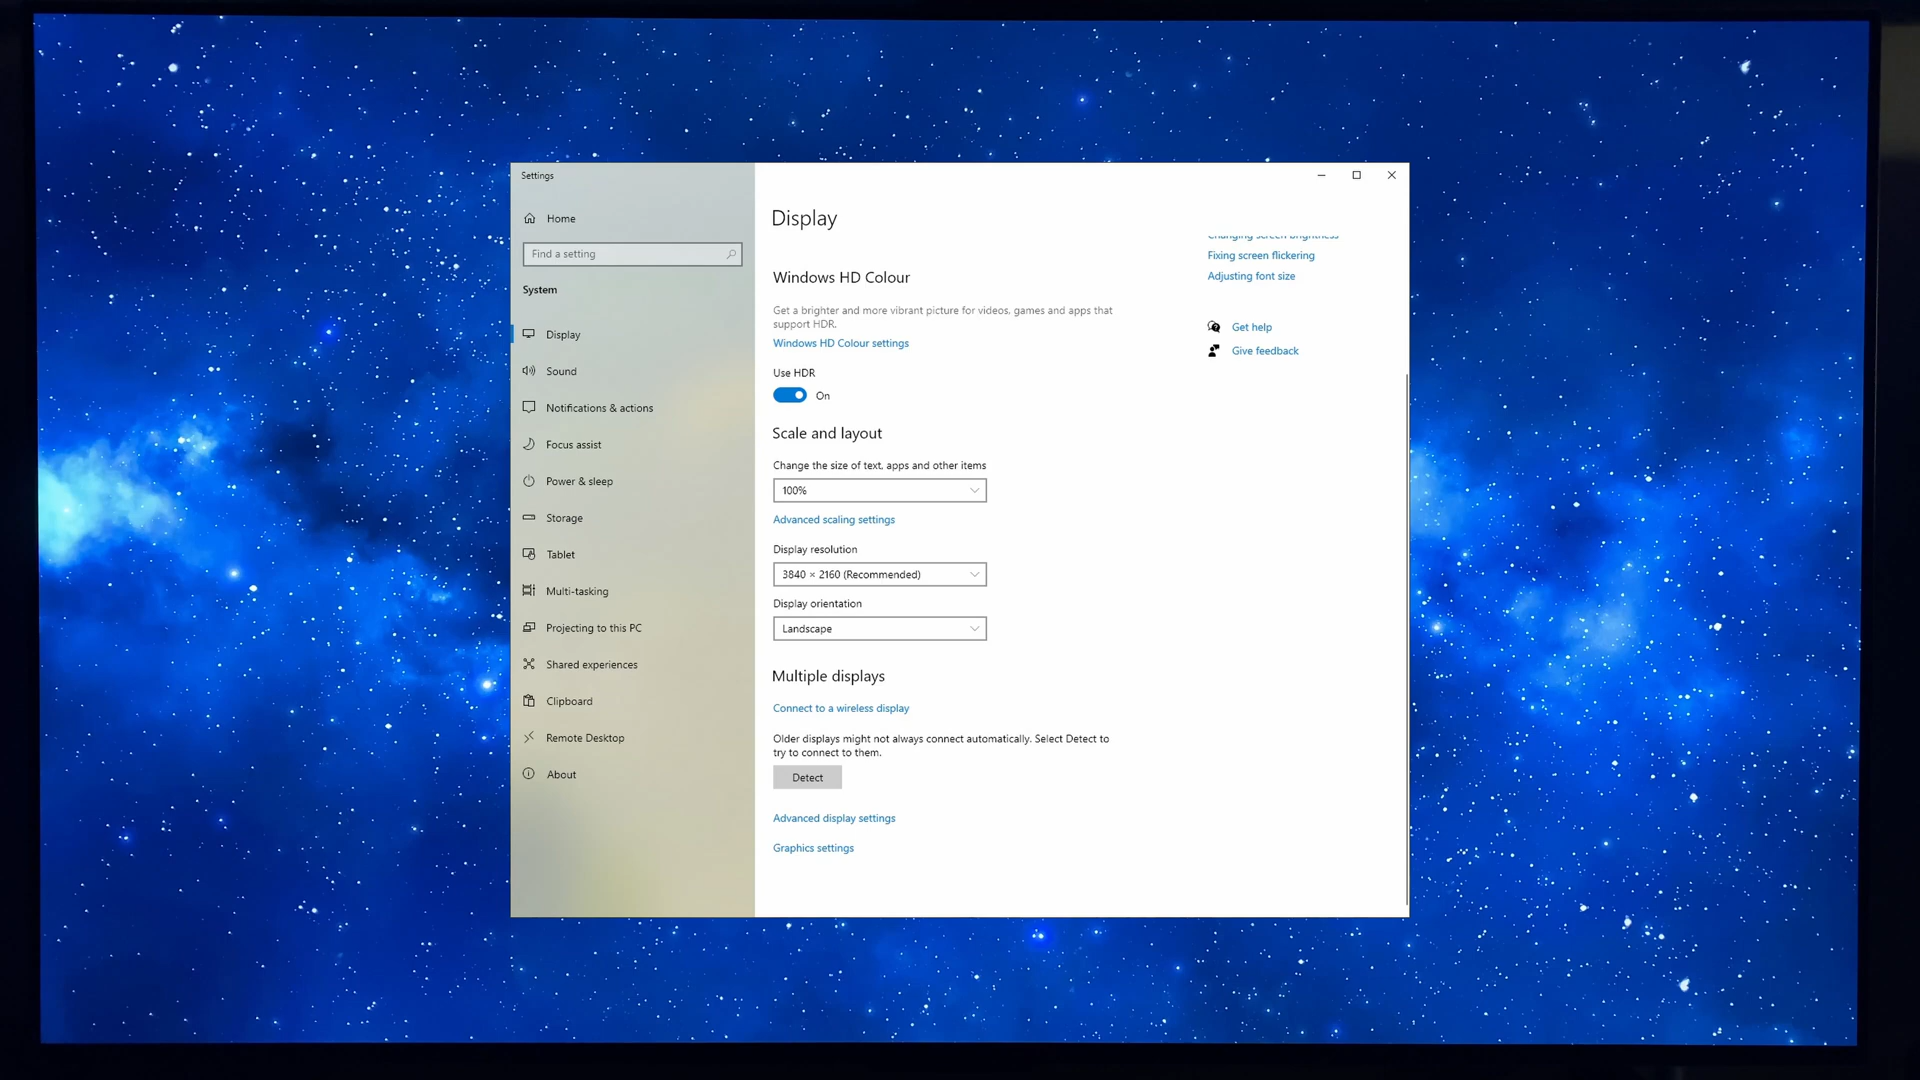 Settings
Home
Find a setting
System
Display
Sound
Notifications & actions
Focus assist
Power & sleep
Storage
Tablet
Multi-tasking
Projecting to this PC
Shared experiences
Clipboard
Remote Desktop
About
Display
Windows HD Colour
Get a brighter and more vibrant picture for videos, games and apps that
support HDR.
Windows HD Colour settings
Use HDR
On
Scale and layout
Change the size of text, apps and other items
100%
Advanced scaling settings
Display resolution
3840 × 2160 (Recommended)
Display orientation
Landscape
Multiple displays
Connect to a wireless display
Older displays might not always connect automatically. Select Detect to
try to connect to them.
Detect
Advanced display settings
Graphics settings
Changing screen brightness
Fixing screen flickering
Adjusting font size
Get help
Give feedback